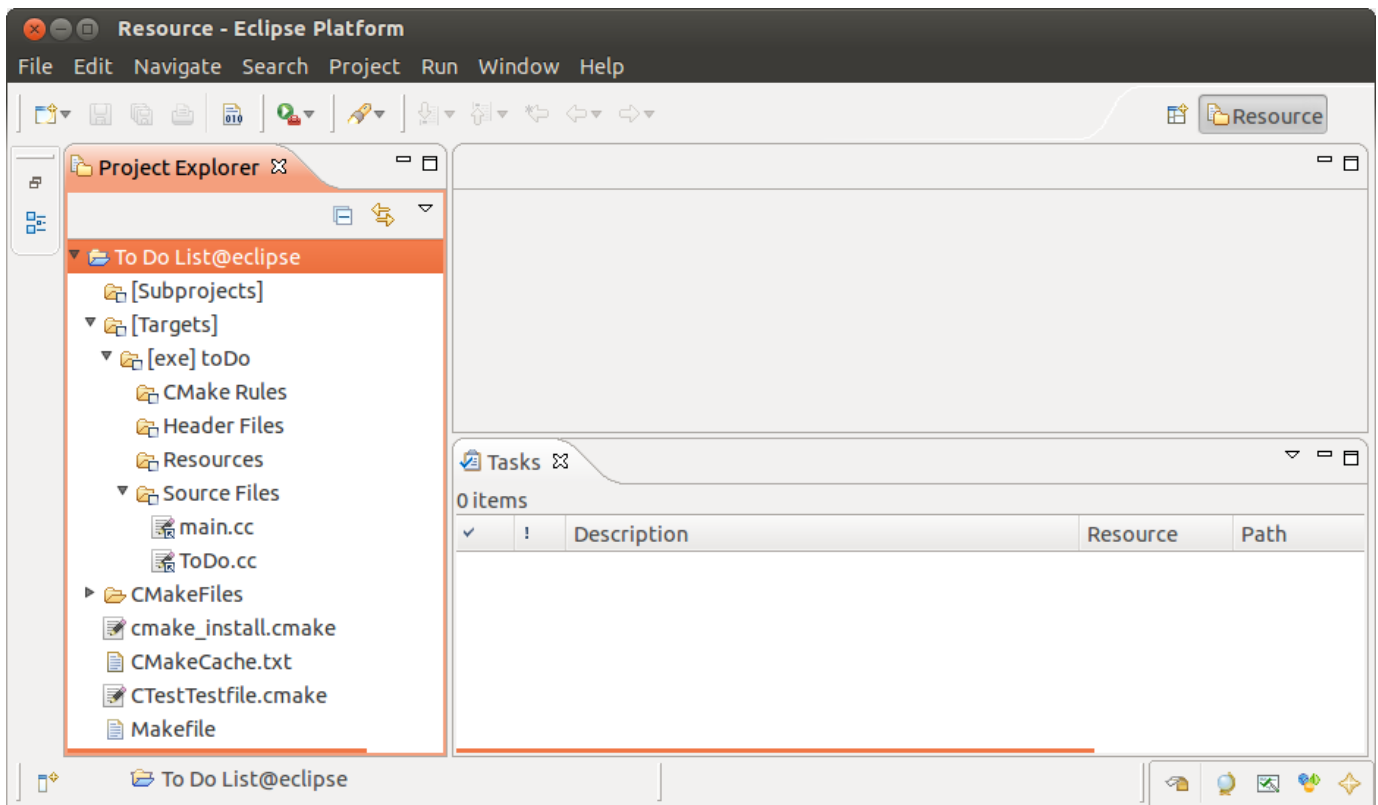 Resource - Eclipse Platform
File Edit Navigate Search Project Run Window Help
010
Resource
Project Explorer
To Do List@eclipse
[Subprojects]
[Targets]
[exe] toDo
CMake Rules
Header Files
Resources
Source Files
main.cc
ToDo.cc
CMakeFiles
cmake_install.cmake
CMakeCache.txt
CTestTestfile.cmake
Makefile
Tasks
0 items
! Description Resource Path
To Do List@eclipse